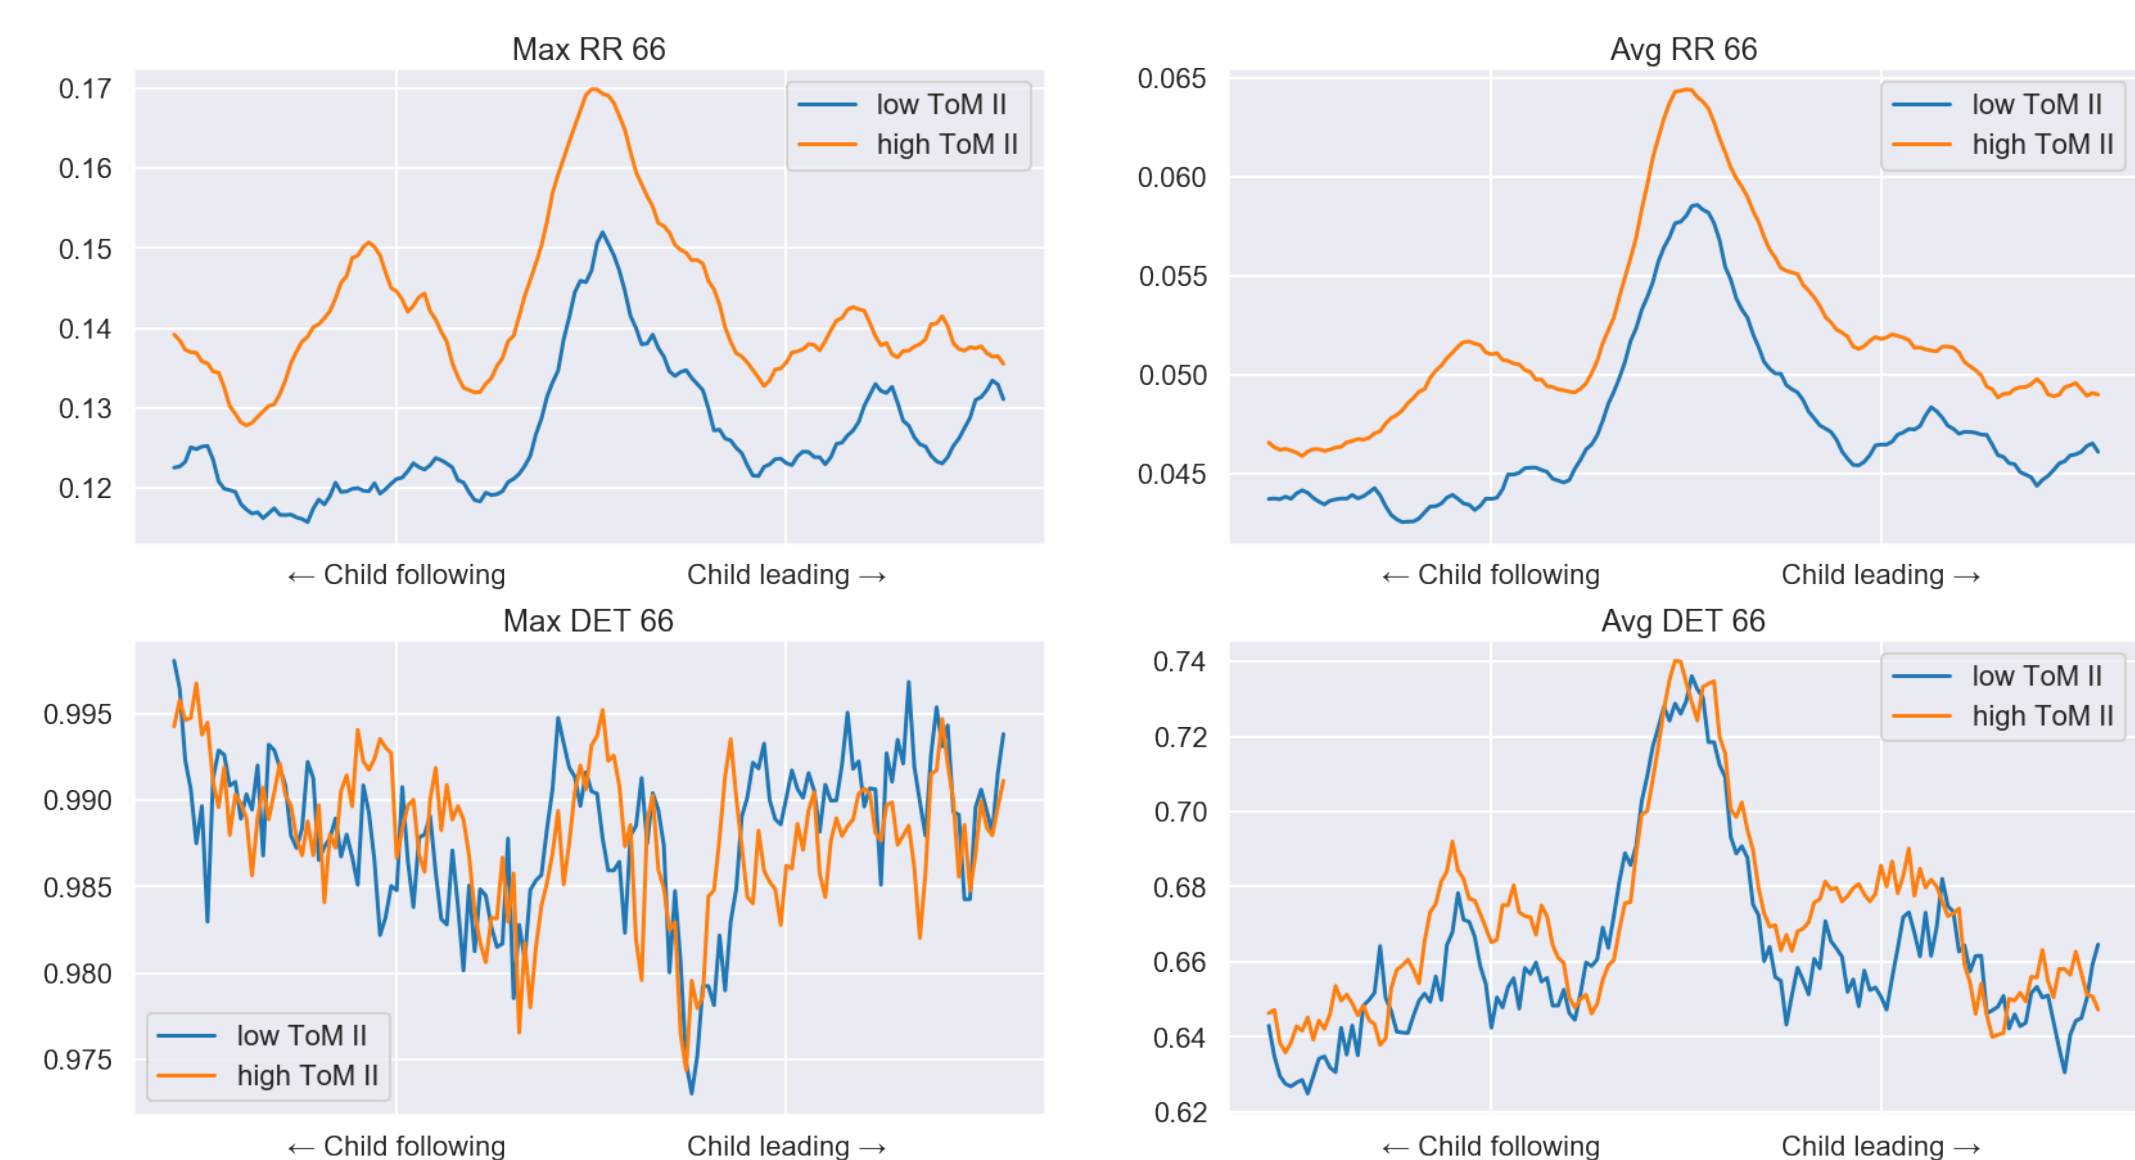 Max RR 66
0.17
0.16
0.15
0.14
0.13
0.12
low ToM II
high ToM II
← Child following
Child leading →
Avg RR 66
0.065
0.060
0.055
0.050
0.045
low ToM II
high ToM II
← Child following
Child leading →
Max DET 66
0.995
0.990
0.985
0.980
0.975
low ToM II
high ToM II
← Child following
Child leading →
Avg DET 66
0.74
0.72
0.70
0.68
0.66
0.64
0.62
low ToM II
high ToM II
← Child following
Child leading →